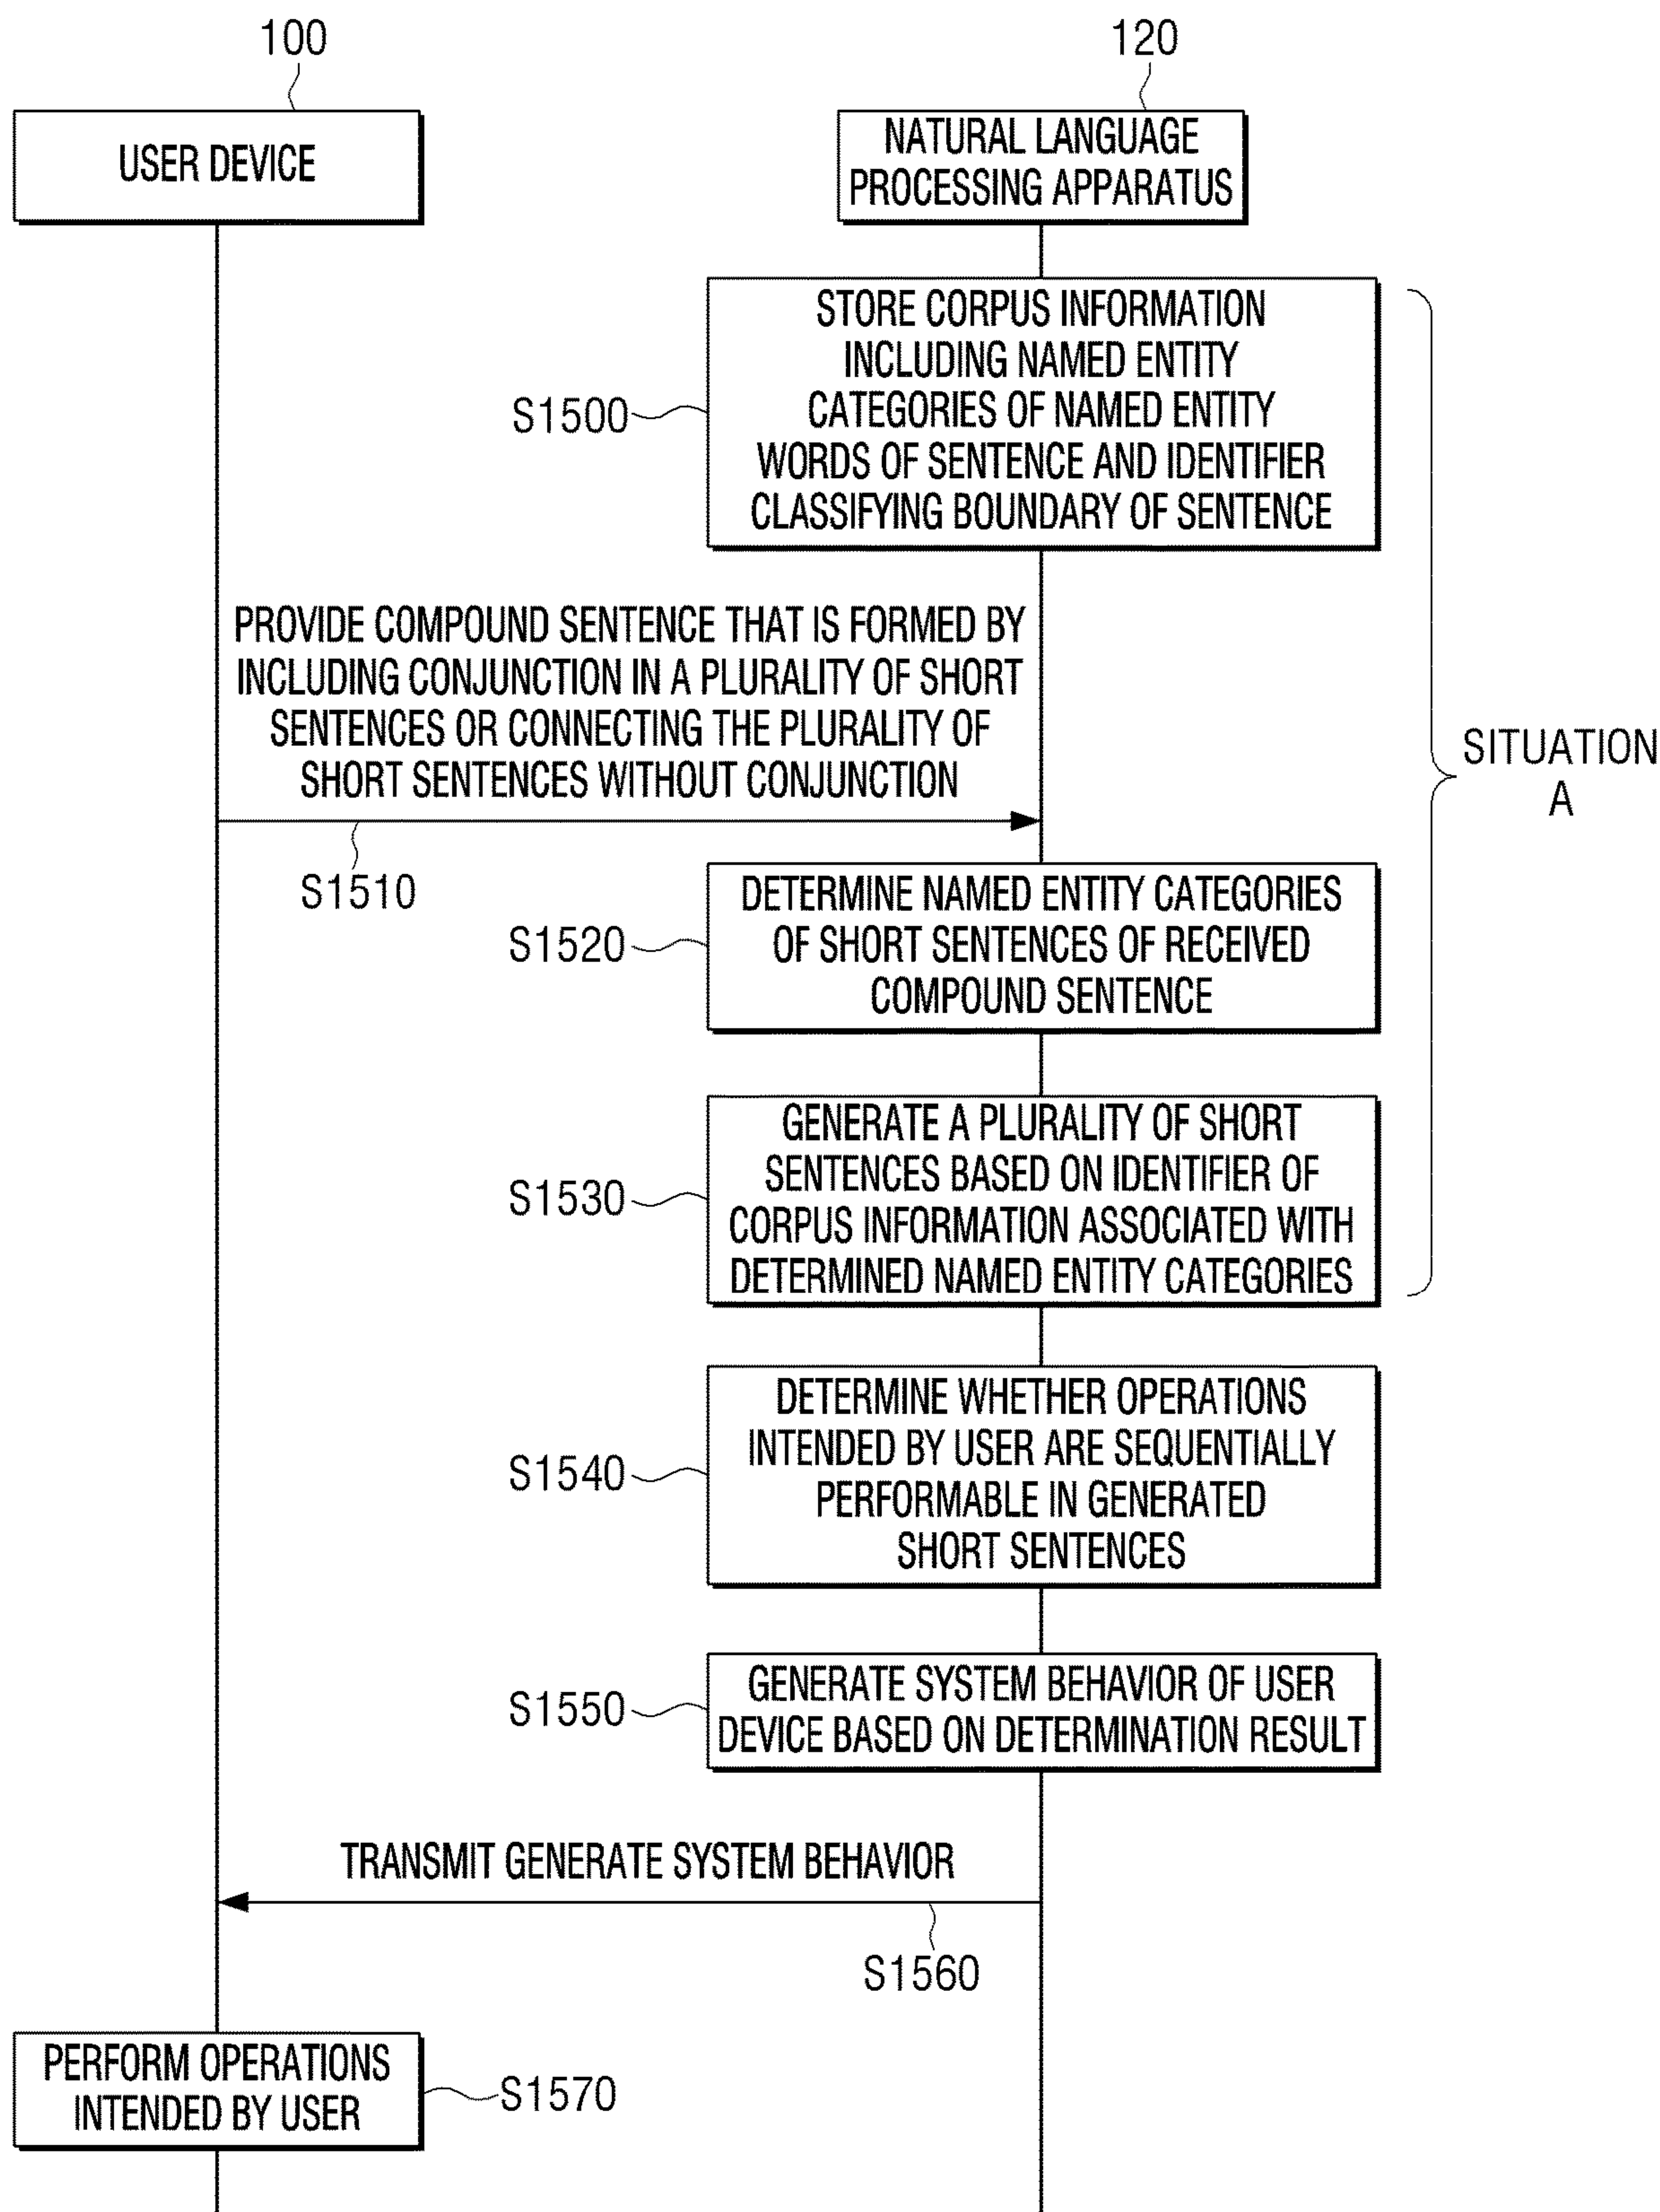 100
120
USER DEVICE
NATURAL LANGUAGE
PROCESSING APPARATUS
STORE CORPUS INFORMATION
INCLUDING NAMED ENTITY
CATEGORIES OF NAMED ENTITY
WORDS OF SENTENCE AND IDENTIFIER
CLASSIFYING BOUNDARY OF SENTENCE
S1500
PROVIDE COMPOUND SENTENCE THAT IS FORMED BY
INCLUDING CONJUNCTION IN A PLURALITY OF SHORT
SENTENCES OR CONNECTING THE PLURALITY OF
SHORT SENTENCES WITHOUT CONJUNCTION
S1510
SITUATION
A
DETERMINE NAMED ENTITY CATEGORIES
OF SHORT SENTENCES OF RECEIVED
COMPOUND SENTENCE
S1520
GENERATE A PLURALITY OF SHORT
SENTENCES BASED ON IDENTIFIER OF
CORPUS INFORMATION ASSOCIATED WITH
DETERMINED NAMED ENTITY CATEGORIES
S1530
DETERMINE WHETHER OPERATIONS
INTENDED BY USER ARE SEQUENTIALLY
PERFORMABLE IN GENERATED
SHORT SENTENCES
S1540
GENERATE SYSTEM BEHAVIOR OF USER
DEVICE BASED ON DETERMINATION RESULT
S1550
TRANSMIT GENERATE SYSTEM BEHAVIOR
S1560
PERFORM OPERATIONS
INTENDED BY USER
S1570